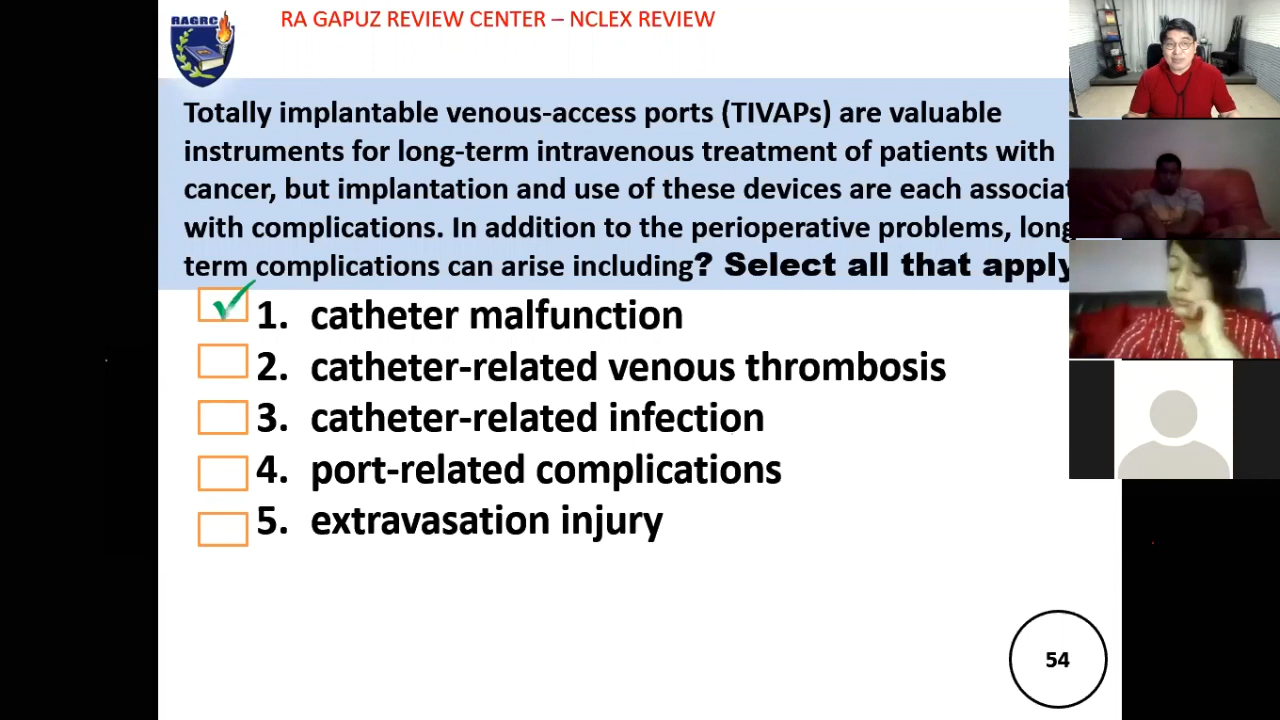 RAGRC
RA GAPUZ REVIEW CENTER – NCLEX REVIEW
Totally implantable venous-access ports (TIVAPs) are valuable
instruments for long-term intravenous treatment of patients with
cancer, but implantation and use of these devices are each associat
with complications. In addition to the perioperative problems, long
term complications can arise including? Select all that apply
1. catheter malfunction
2. catheter-related venous thrombosis
3. catheter-related infection
4. port-related complications
5. extravasation injury
54